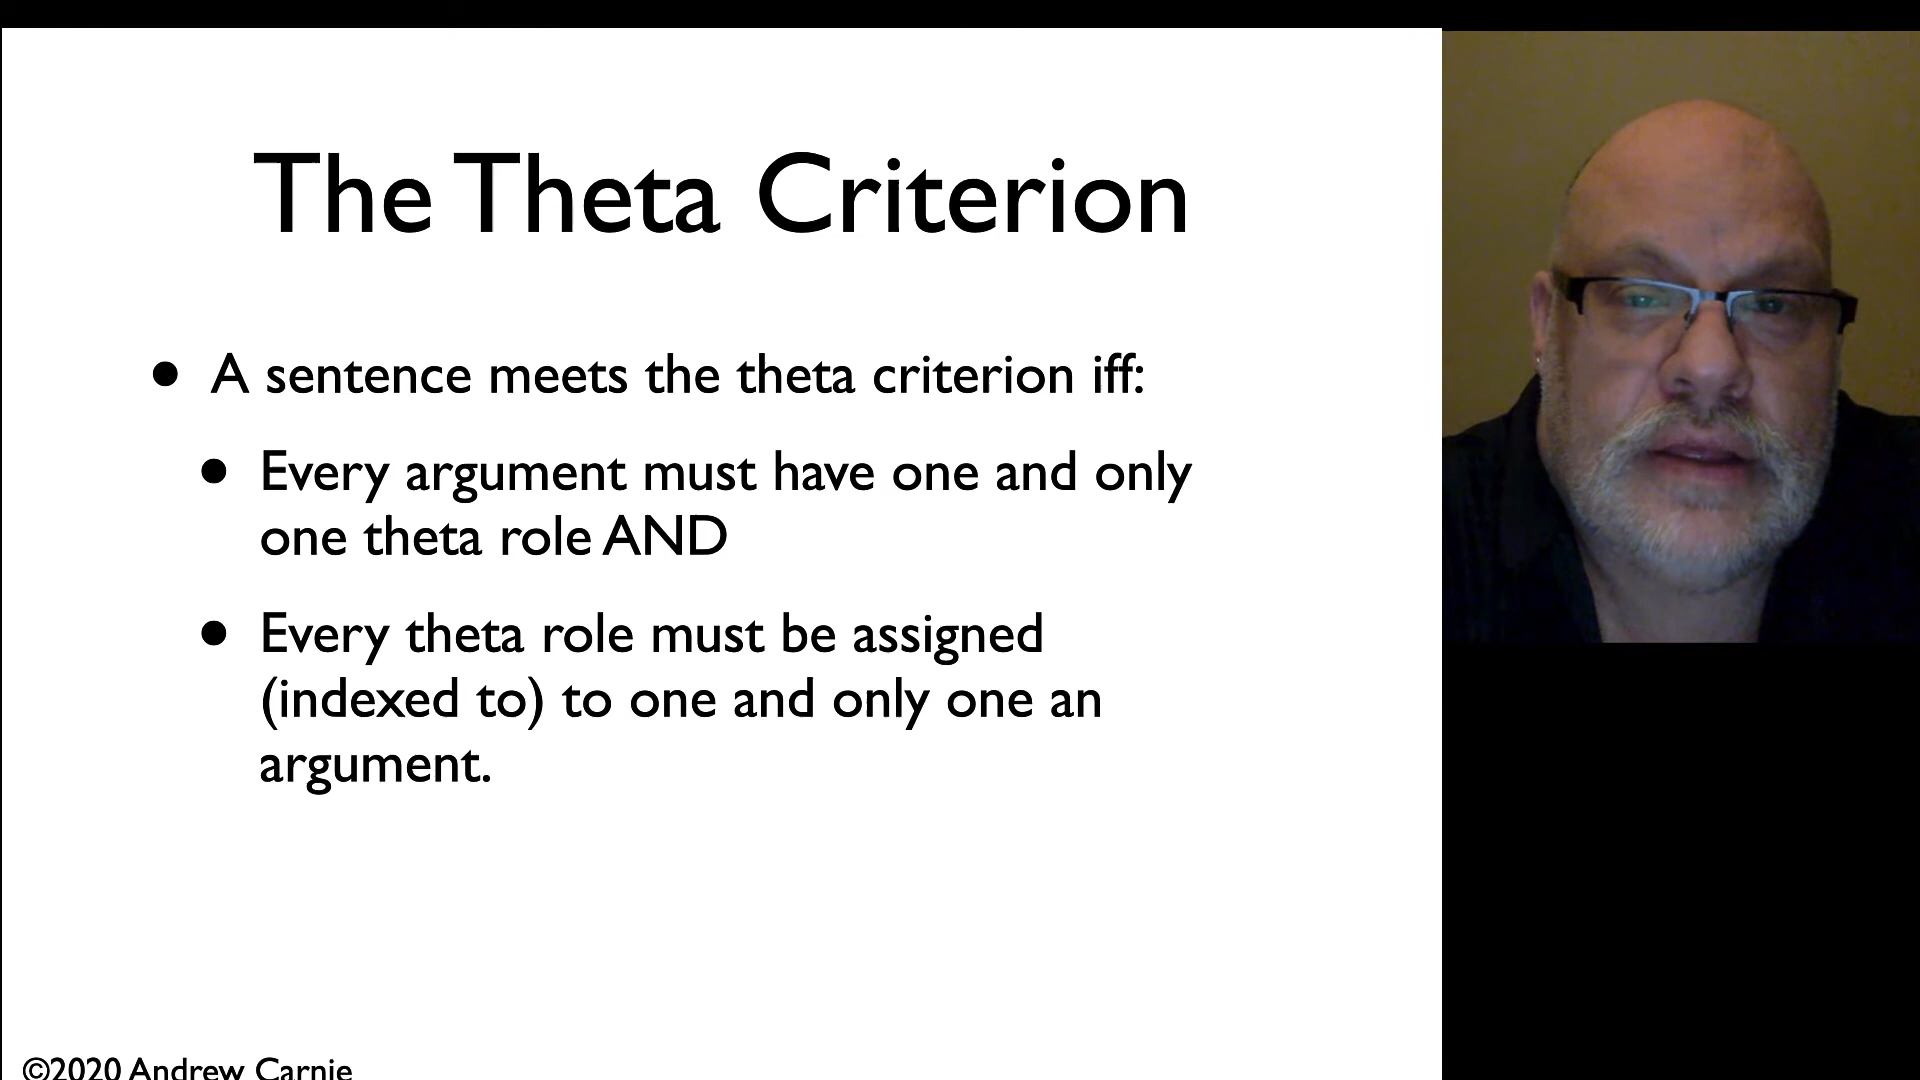 The Theta Criterion
• A sentence meets the theta criterion iff:
• Every argument must have one and only
one theta role AND
• Every theta role must be assigned
(indexed to) to one and only one an
argument.
©2020 Andrew Carnie